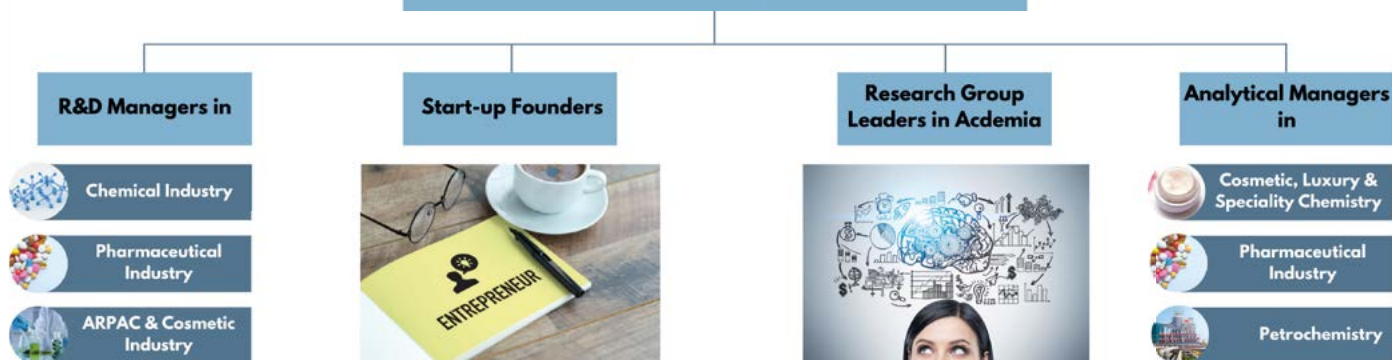 R&D Managers in
Chemical Industry
Pharmaceutical
Industry
ARPAC & Cosmetic
Industry
Start-up Founders
ENTREPRENEUR
Research Group
Leaders in Acdemia
Analytical Managers
in
Cosmetic, Luxury &
Speciality Chemistry
Pharmaceutical
Industry
Petrochemistry